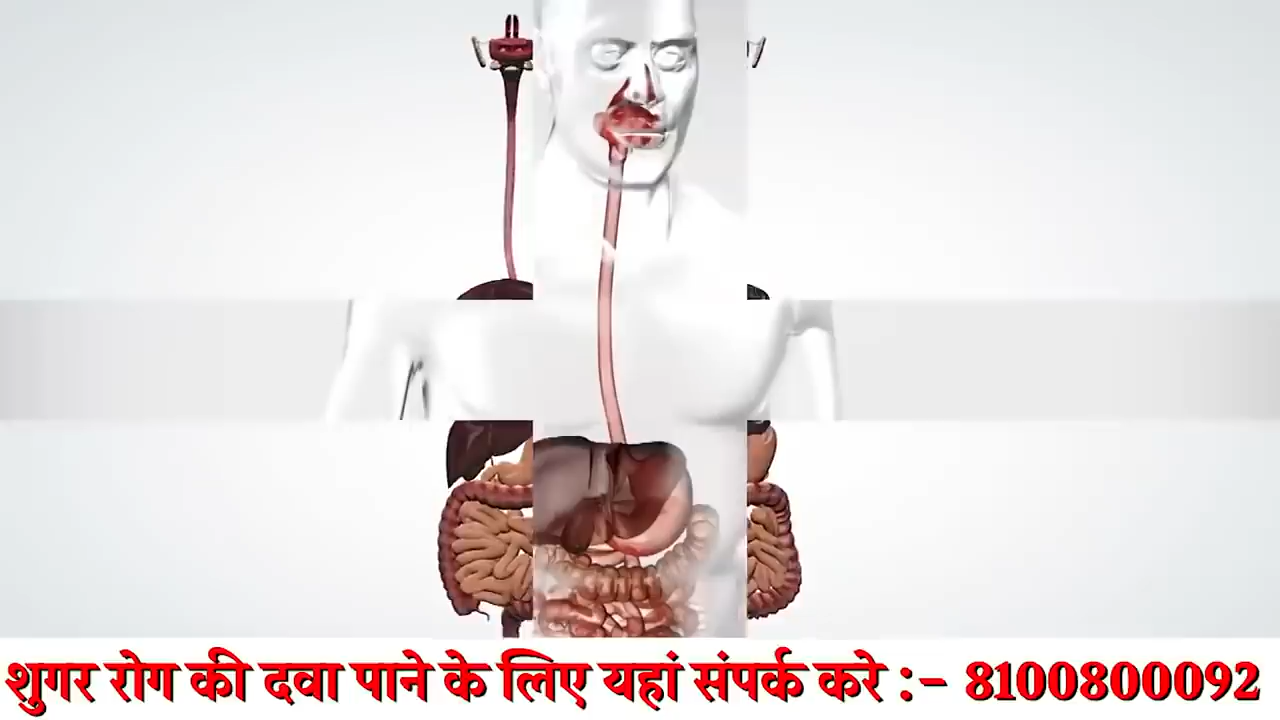 शुगर रोग की दवा पाने के लिए यहां संपर्क करे :- 8100800092